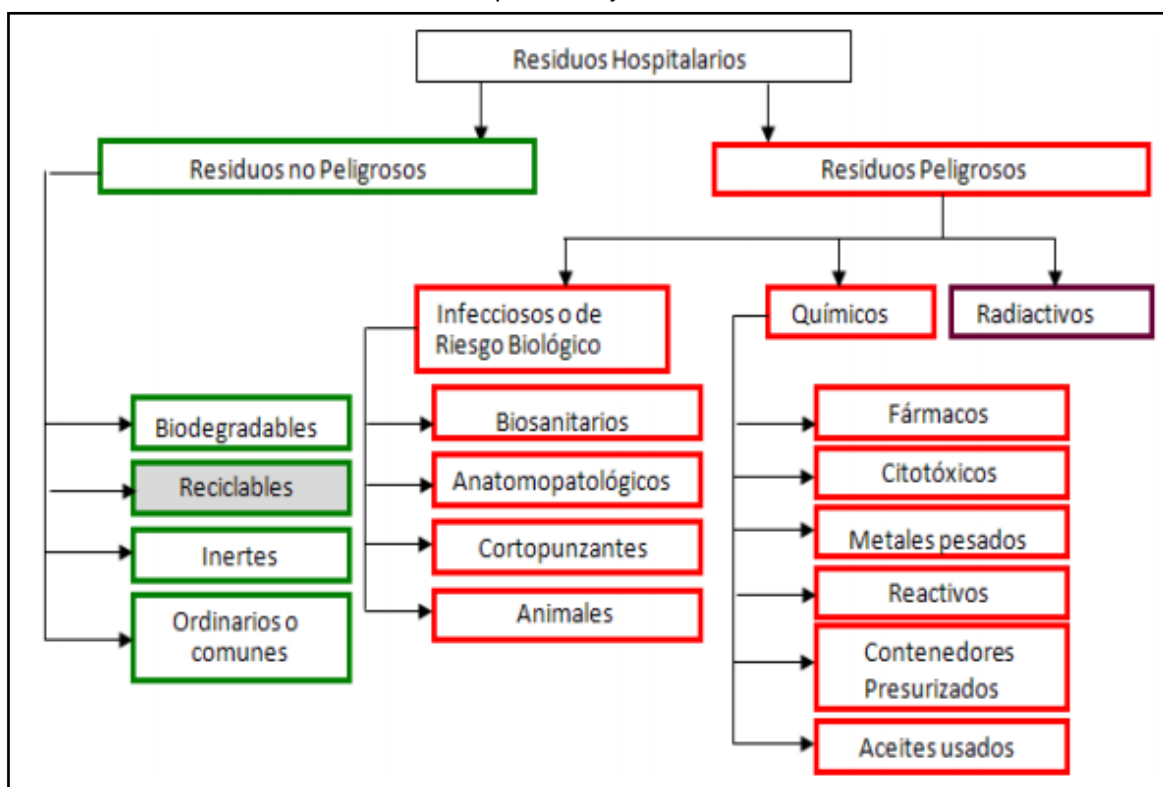 Residuos Hospitalarios
Residuos no Peligrosos
Residuos Peligrosos
Infecciosos o de
Riesgo Biológico
Químicos
Radiactivos
Biodegradables
Reciclables
Inertes
Ordinarios o
comunes
Biosanitarios
Anatomopatológicos
Cortopunzantes
Animales
Fármacos
Citotóxicos
Metales pesados
Reactivos
Contenedores
Presurizados
Aceites usados